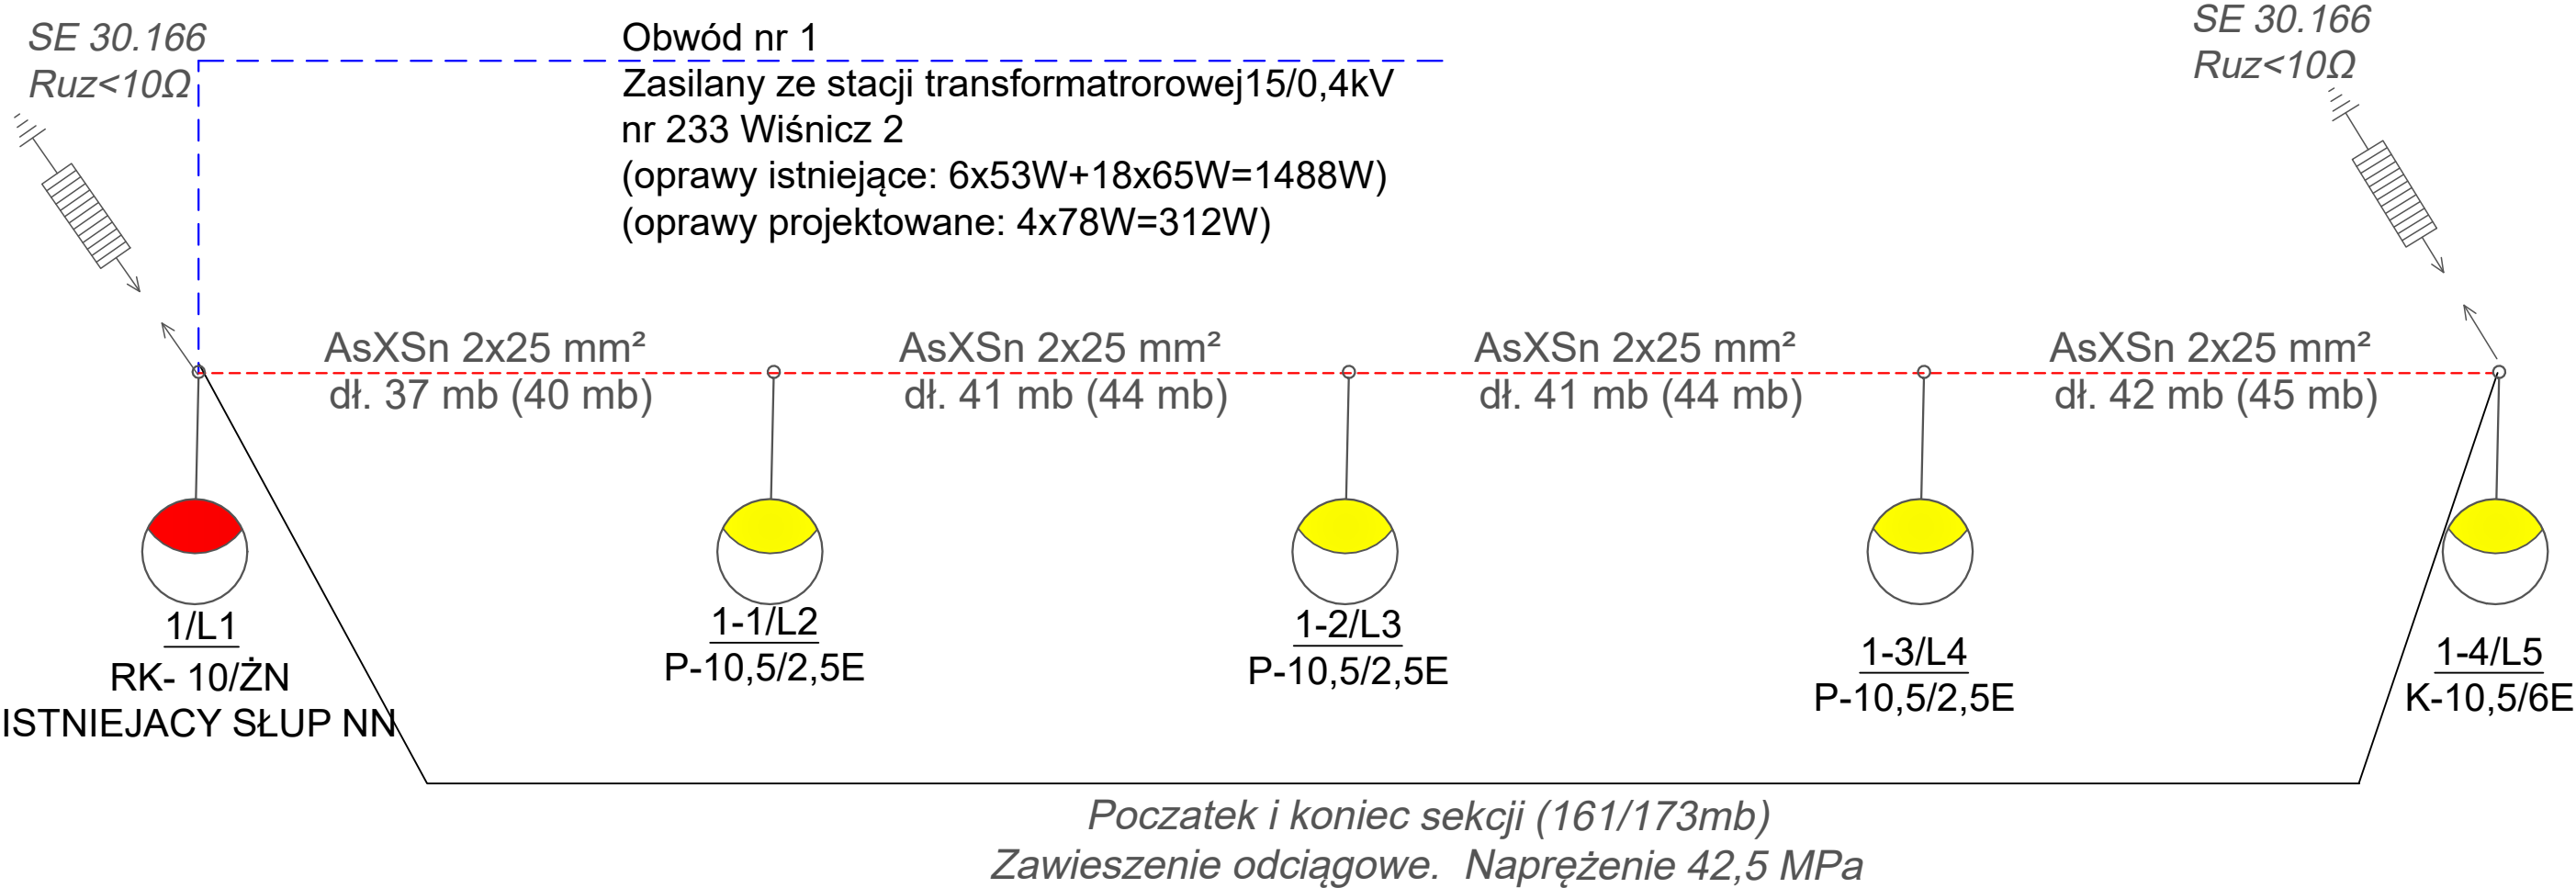 SE 30.166
Ruz<10Ω
Obwód nr 1
Zasilany ze stacji transformatrorowej15/0,4kV
nr 233 Wiśnicz 2
(oprawy istniejące: 6x53W+18x65W=1488W)
(oprawy projektowane: 4x78W=312W)
SE 30.166
Ruz<10Ω
AsXSn 2x25 mm²
dł. 37 mb (40 mb)
AsXSn 2x25 mm²
dł. 41 mb (44 mb)
AsXSn 2x25 mm²
dł. 41 mb (44 mb)
AsXSn 2x25 mm²
dł. 42 mb (45 mb)
1/L1
RK- 10/ŻN
ISTNIEJACY SŁUP NN
1-1/L2
P-10,5/2,5E
1-2/L3
P-10,5/2,5E
1-3/L4
P-10,5/2,5E
1-4/L5
K-10,5/6E
Poczatek i koniec sekcji (161/173mb)
Zawieszenie odciągowe. Naprężenie 42,5 MPa